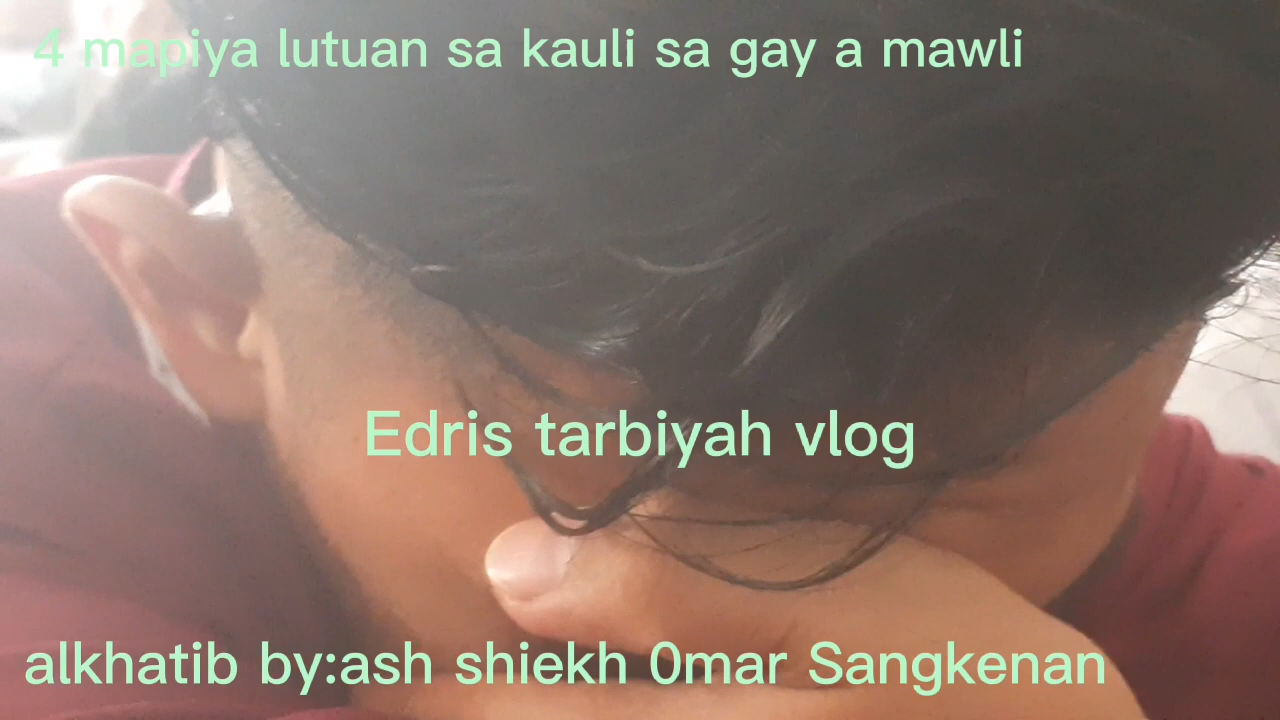 4 mapiya lutuan sa kauli sa gay a mawli
Edris tarbiyah vlog
alkhatib by:ash shiekh 0mar Sangkenan